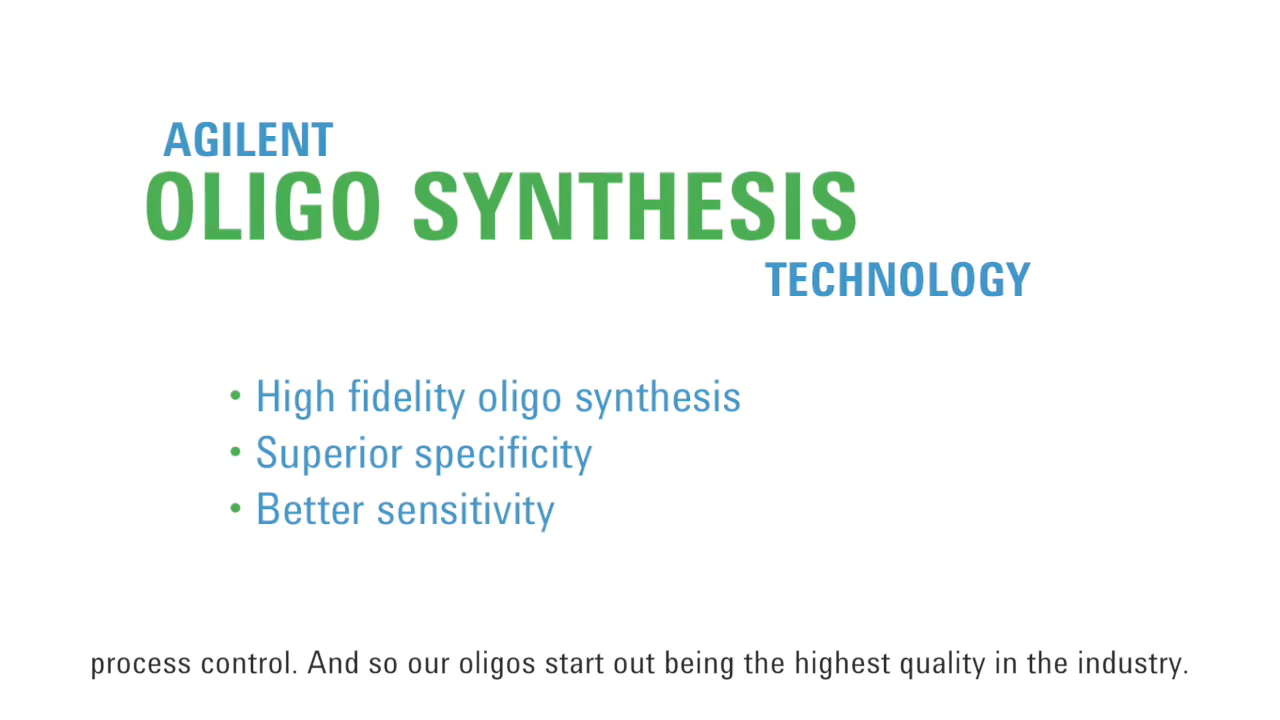 AGILENT
OLIGO SYNTHESIS
TECHNOLOGY
• High fidelity oligo synthesis
• Superior specificity
• Better sensitivity
process control. And so our oligos start out being the highest quality in the industry.